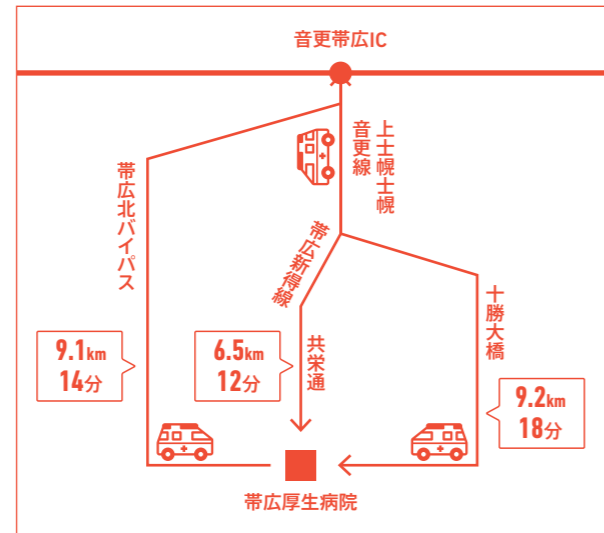 音更帯広IC
上士幌士幌
音更線
帯広北バイパス
帯広新得線
十勝大橋
共栄通
9.1km
14分
6.5km
12分
9.2km
18分
帯広厚生病院